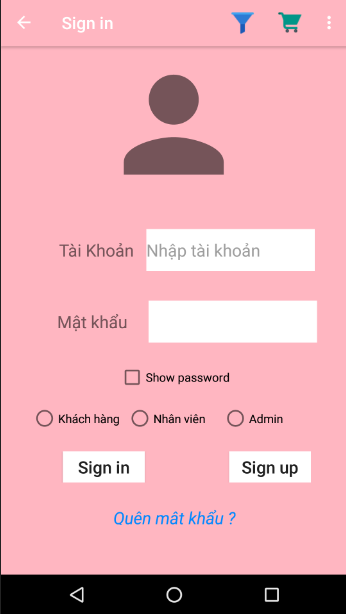 Sign in
Tài Khoản Nhập tài khoản
Mật khẩu
Show password
Khách hàng Nhân viên Admin
Sign in Sign up
Quên mât khẩu ?